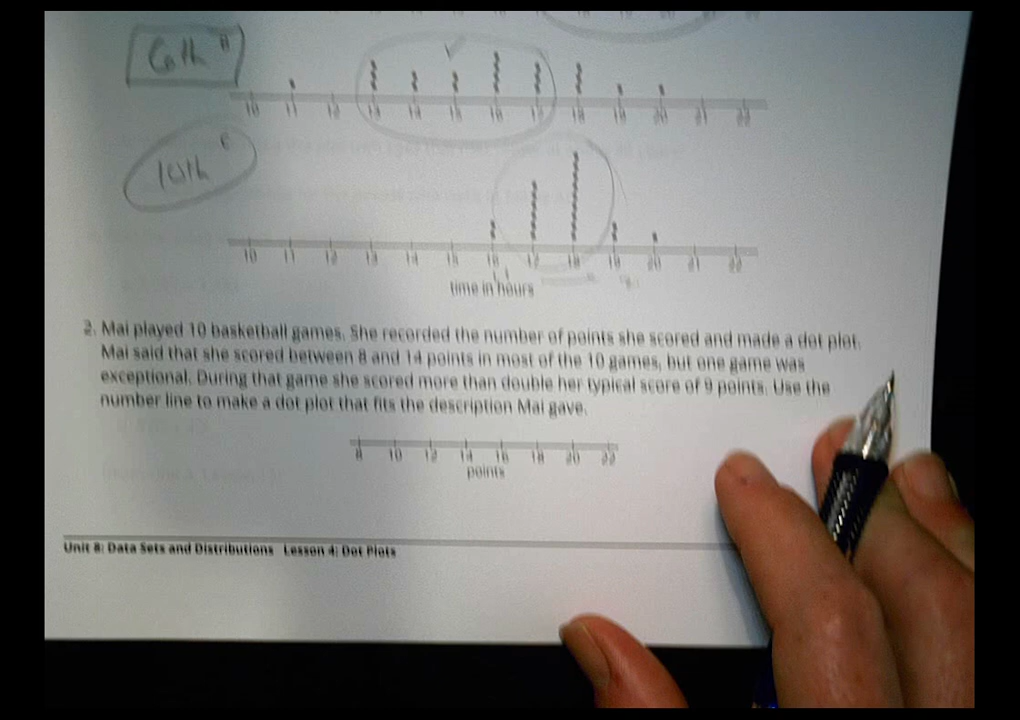 6th A
10 11 12 13 14 15 16 17 18 19 20 21 22
10th C
10 11 12 13 14 15 16 17 18 19 20 21 22
time in hours
2. Mai played 10 basketball games. She recorded the number of points she scored and made a dot plot.
Mai said that she scored between 8 and 14 points in most of the 10 games, but one game was
exceptional. During that game she scored more than double her typical score of 9 points. Use the
number line to make a dot plot that fits the description Mai gave.
8 10 12 14 16 18 20 22
points
Unit 8: Data Sets and Distributions Lesson 4: Dot Plots